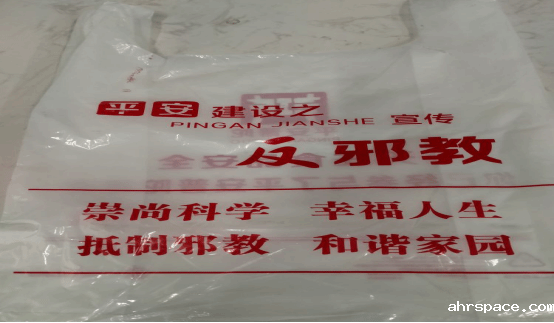 平安建设之 宣传
PINGAN JIANSHE
反邪教
崇尚科学 幸福人生
抵制邪教 和谐家园
ahrspace.com